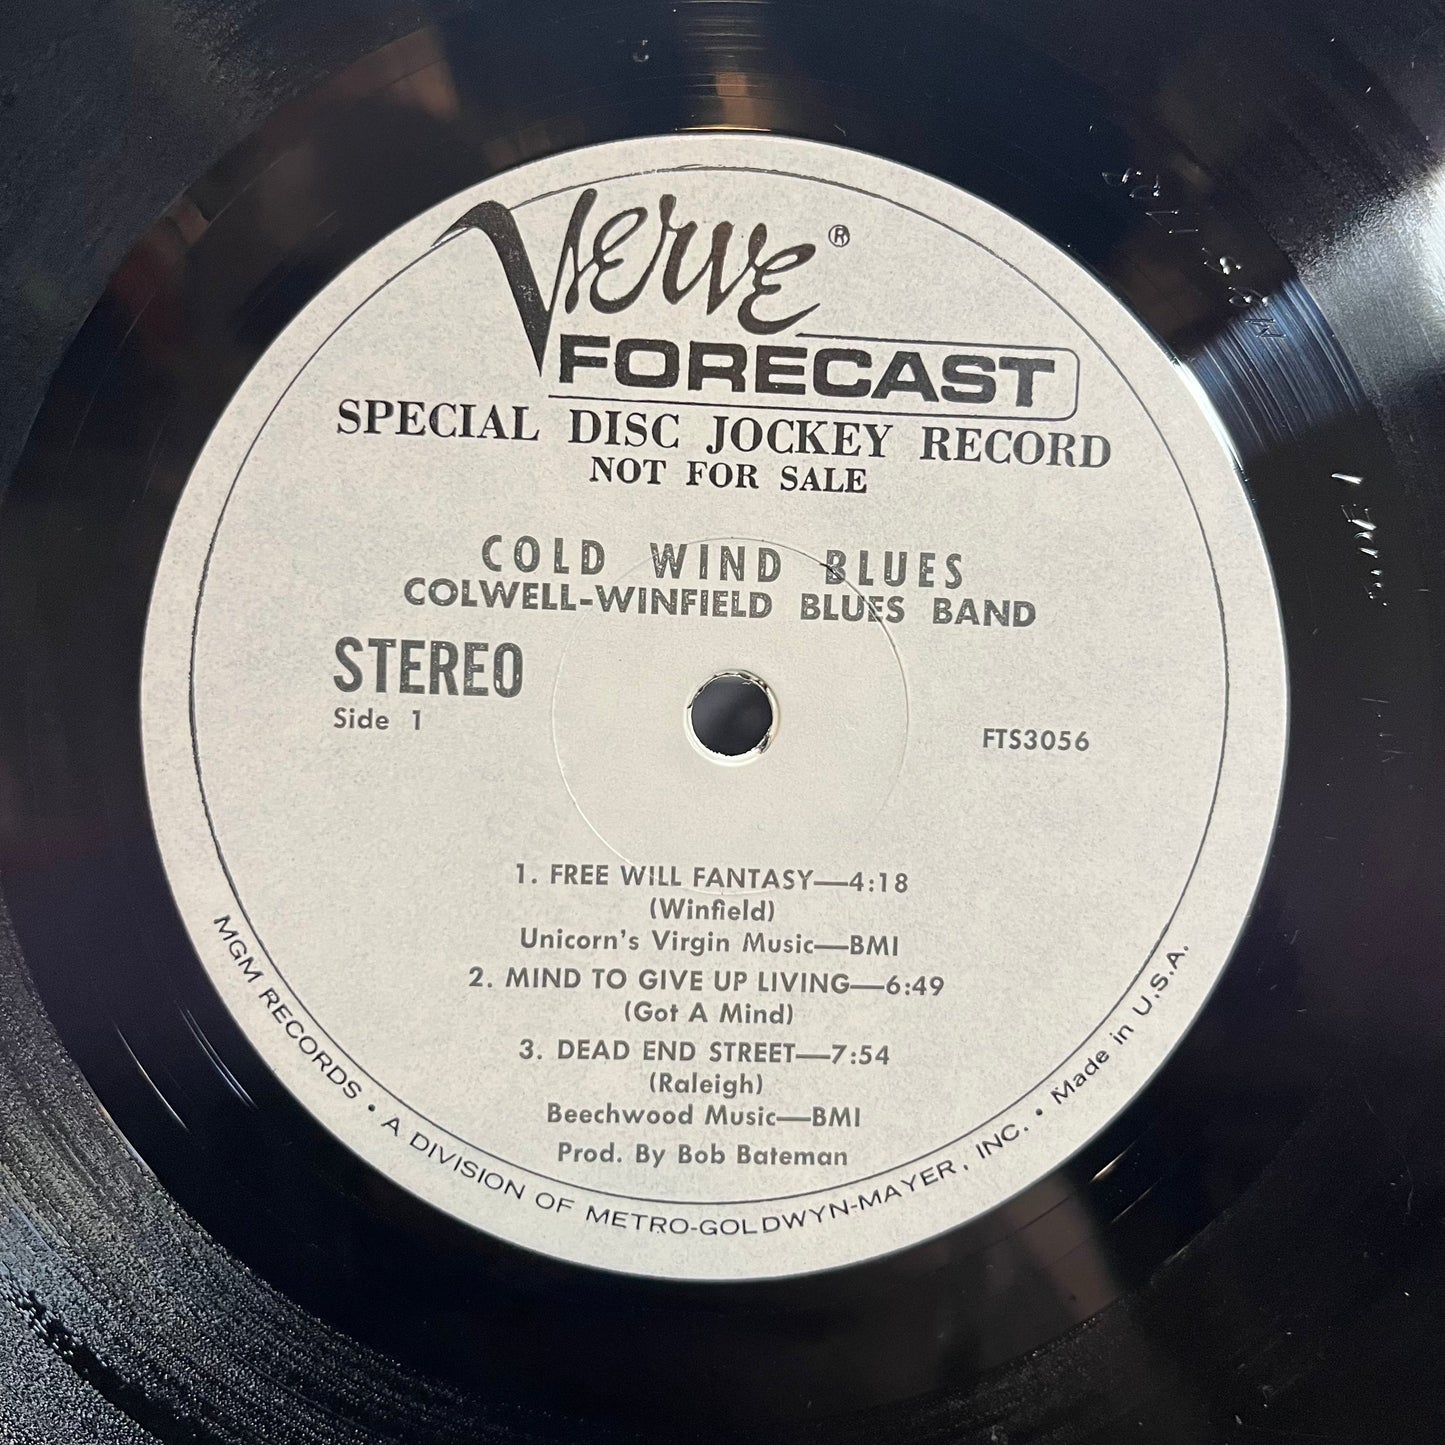 Verve ®
FORECAST
SPECIAL DISC JOCKEY RECORD
NOT FOR SALE
COLD WIND BLUES
COLWELL-WINFIELD BLUES BAND
STEREO
Side 1
FTS3056
1. FREE WILL FANTASY—4:18
(Winfield)
Unicorn's Virgin Music—BMI
2. MIND TO GIVE UP LIVING—6:49
(Got A Mind)
3. DEAD END STREET—7:54
(Raleigh)
Beechwood Music—BMI
Prod. By Bob Bateman
MGM RECORDS • A DIVISION OF METRO-GOLDWYN-MAYER, INC. • Made in U.S.A.